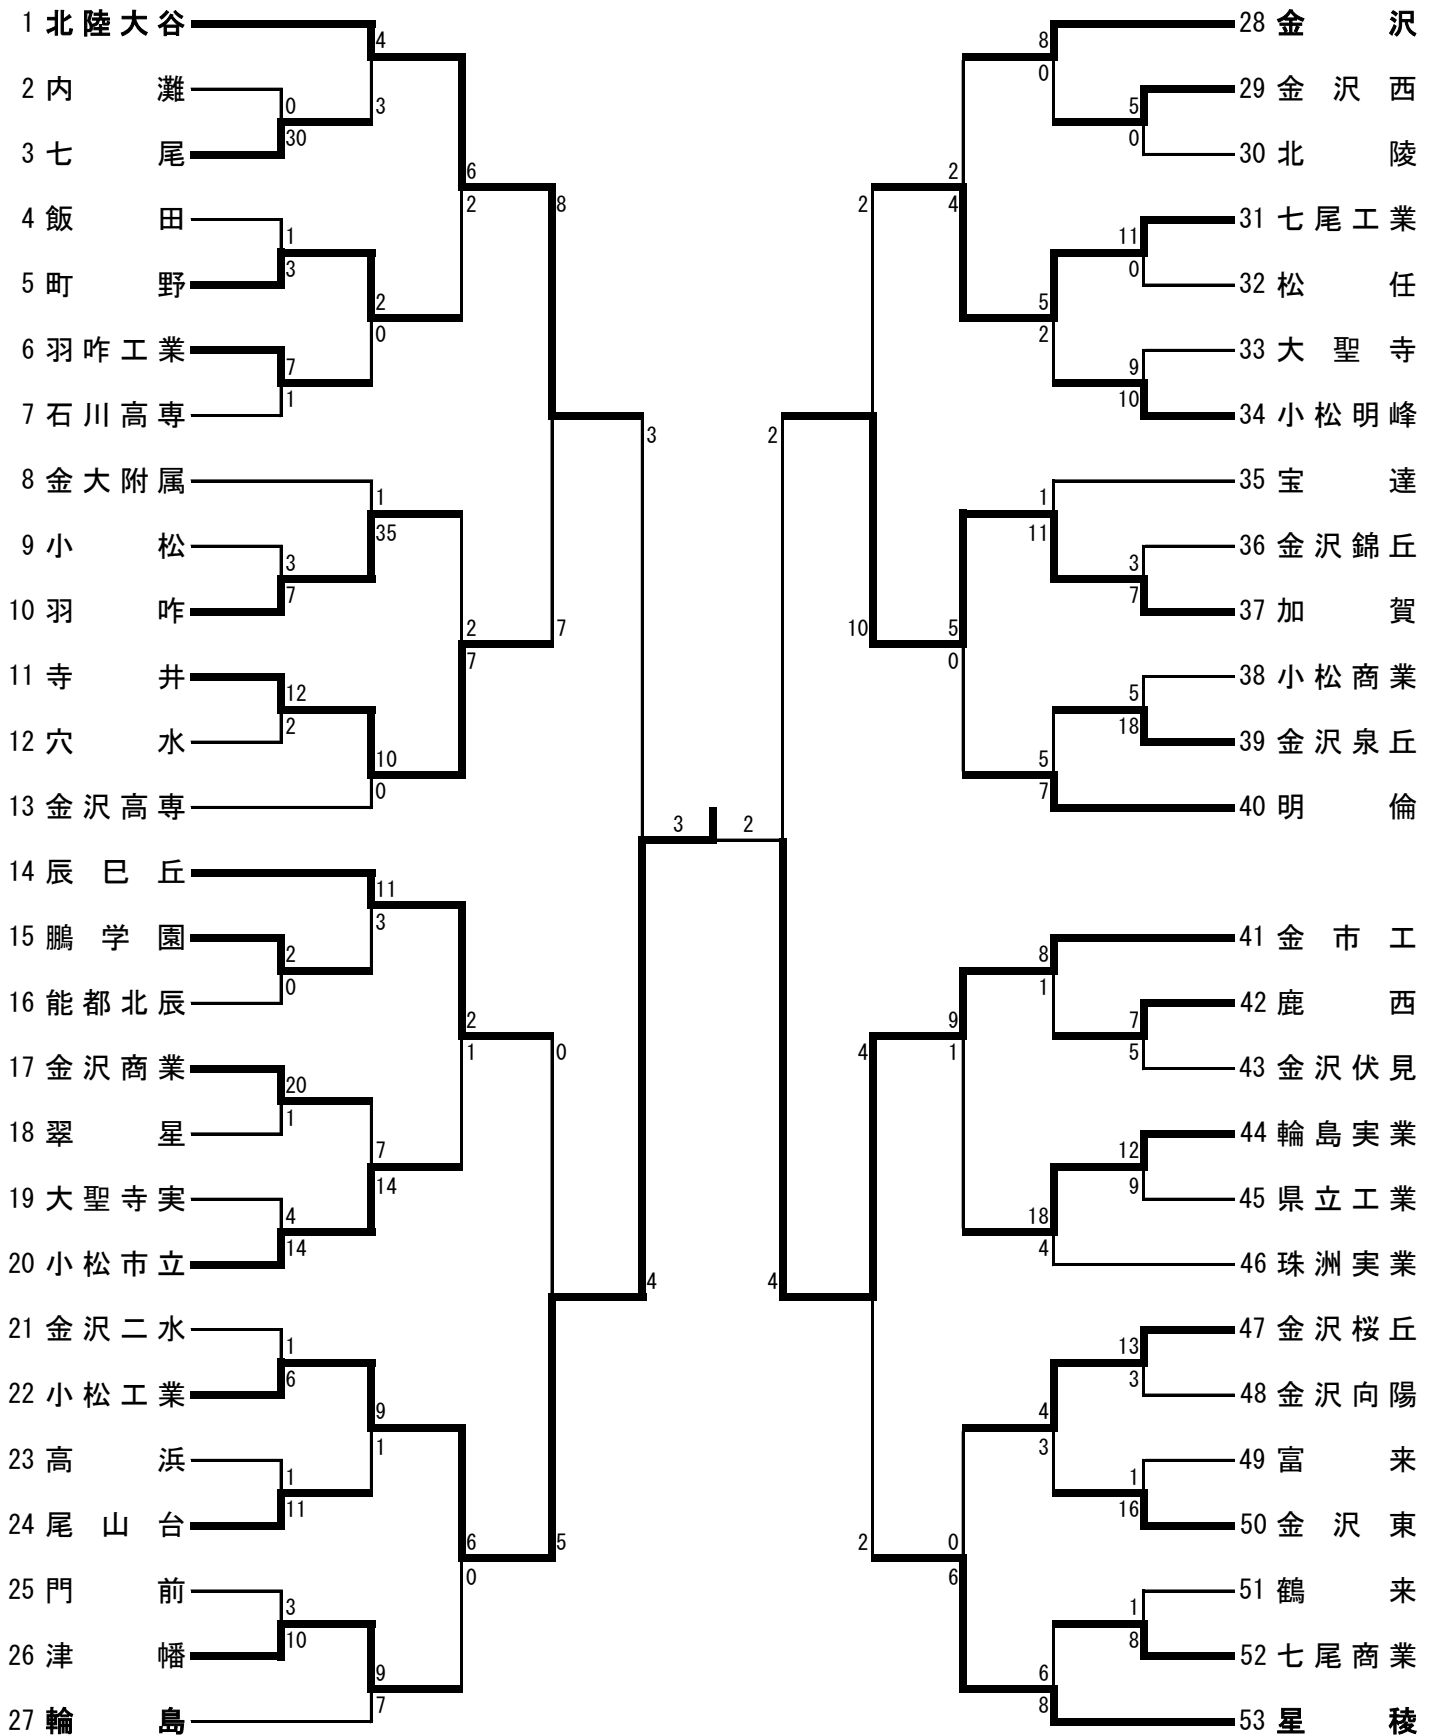 1 北陸大谷
4
2 内灘
0
3
30
3 七尾
6
2
8
4 飯田
1
3
5 町野
2
0
6 羽咋工業
7
1
7 石川高専
3
8 金大附属
1
35
9 小松
3
7
10 羽咋
2
7
7
11 寺井
12
2
12 穴水
10
0
13 金沢高専
3
2
14 辰巳丘
11
3
15 鵬学園
2
0
16 能都北辰
2
1
0
17 金沢商業
20
1
18 翠星
7
14
19 大聖寺実
4
14
20 小松市立
4
21 金沢二水
1
6
22 小松工業
9
1
23 高浜
1
11
24 尾山台
6
0
5
25 門前
3
10
26 津幡
9
7
27 輪島
28 金沢
8
0
29 金沢西
5
0
30 北陵
2
4
2
31 七尾工業
11
0
32 松任
5
2
33 大聖寺
9
10
34 小松明峰
2
35 宝達
1
11
36 金沢錦丘
3
7
37 加賀
10
5
0
38 小松商業
5
18
39 金沢泉丘
5
7
40 明倫
41 金市工
8
1
42 鹿西
7
5
43 金沢伏見
9
1
4
44 輪島実業
12
9
45 県立工業
18
4
46 珠洲実業
4
47 金沢桜丘
13
3
48 金沢向陽
4
3
49 富来
1
16
50 金沢東
2
0
6
51 鶴来
1
8
52 七尾商業
6
8
53 星稜